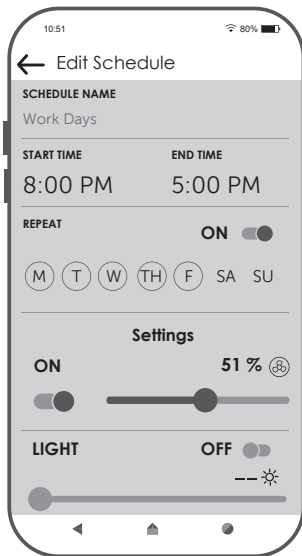 10:51 80%
Edit Schedule
SCHEDULE NAME
Work Days
START TIME END TIME
8:00 PM 5:00 PM
REPEAT ON
M T W TH F SA SU
Settings
ON 51 %
LIGHT OFF
--